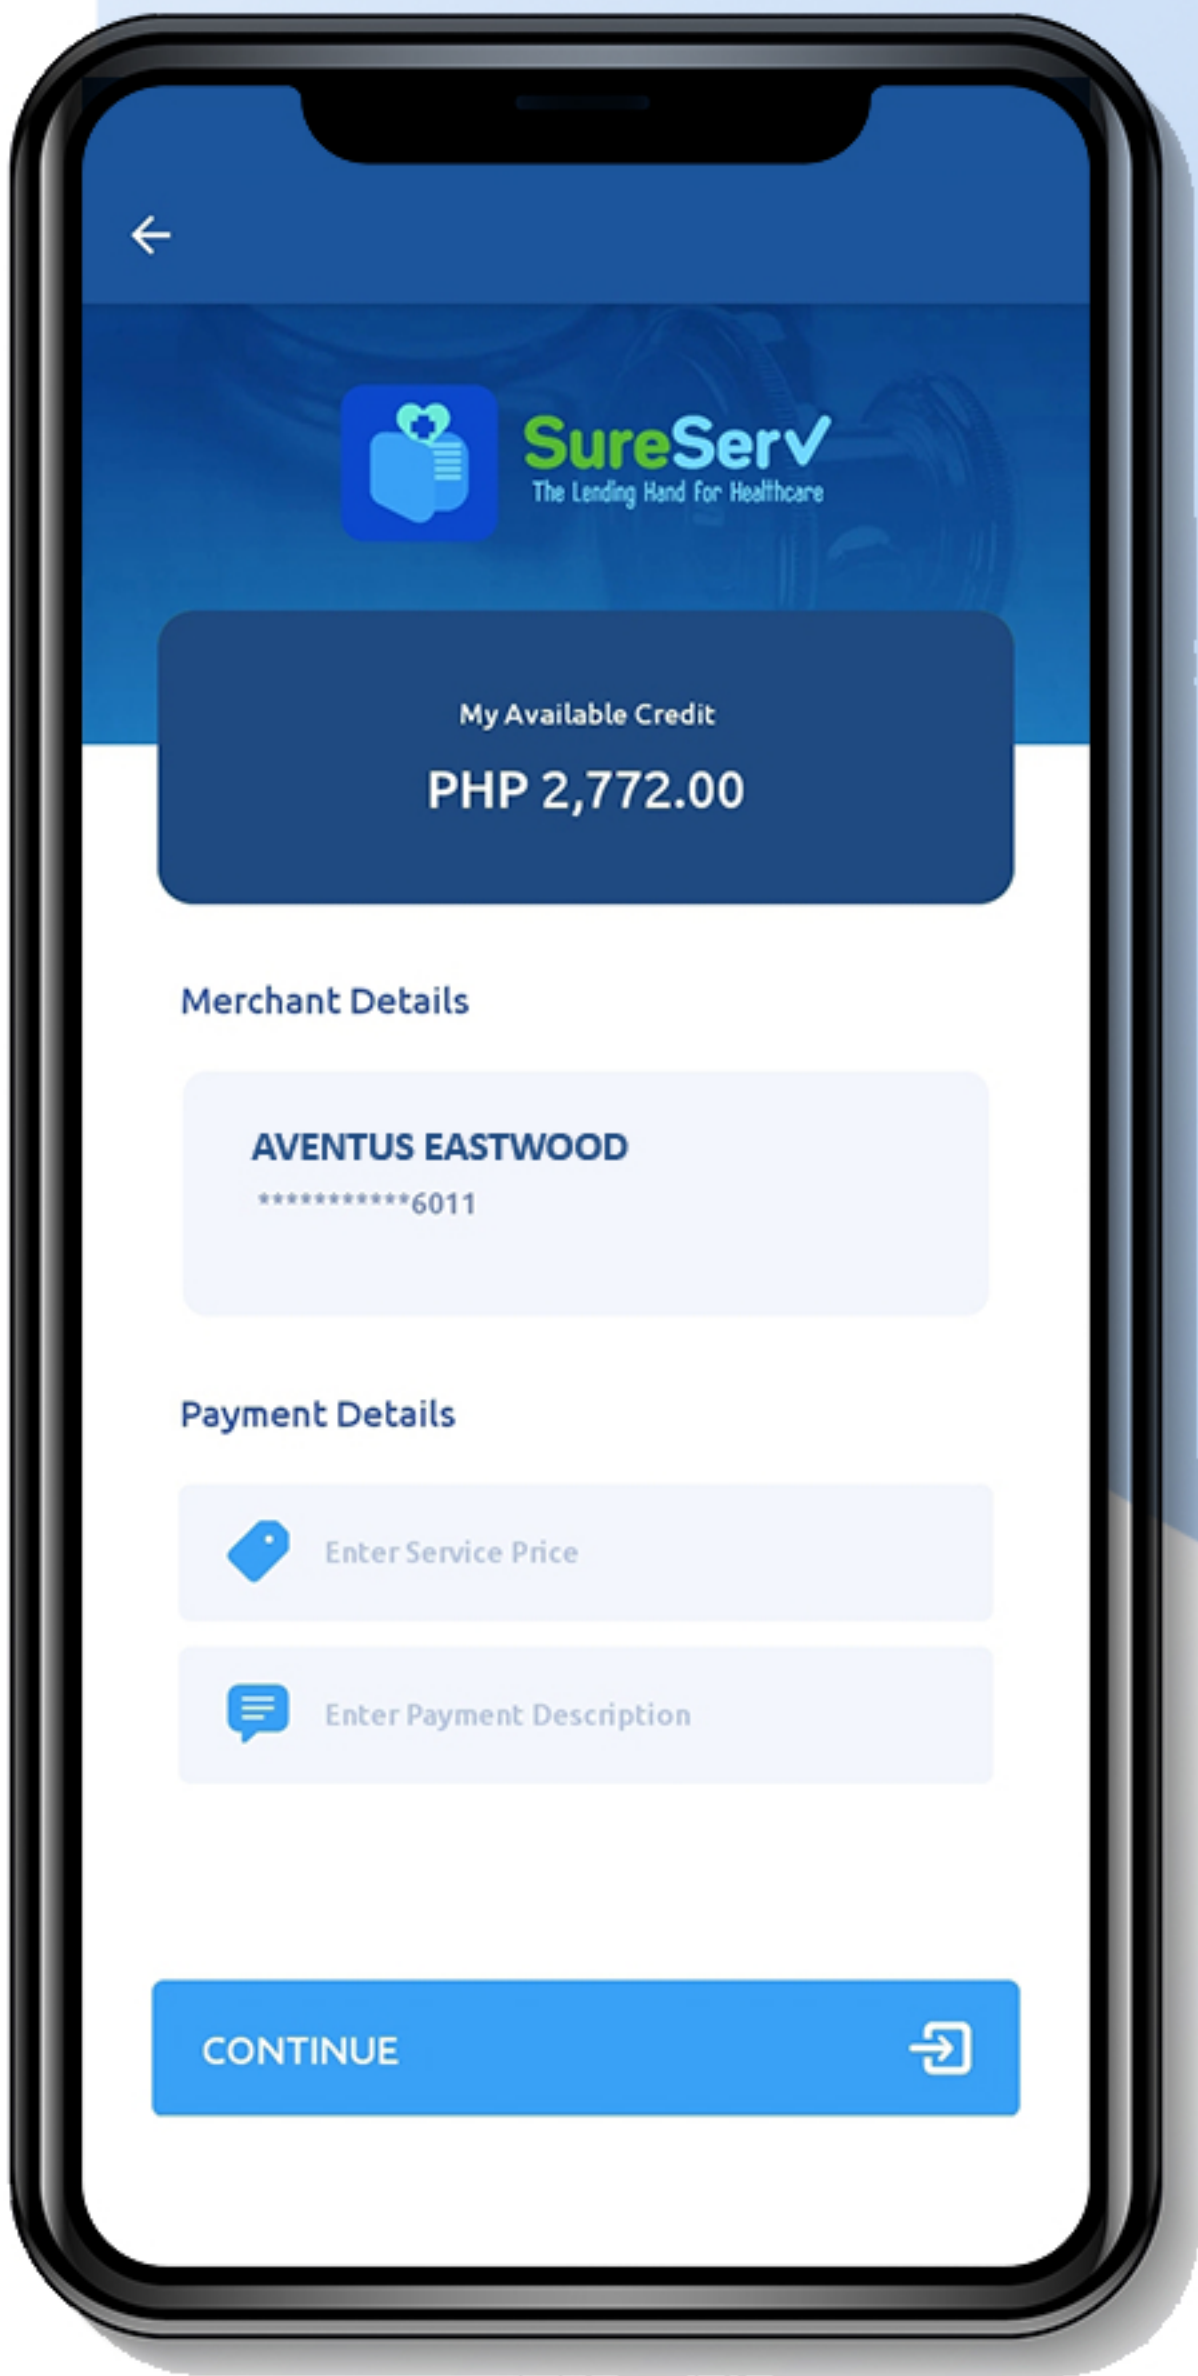 SureServ
The Lending Hand for Healthcare
My Available Credit
PHP 2,772.00
Merchant Details
AVENTUS EASTWOOD
***********6011
Payment Details
Enter Service Price
Enter Payment Description
CONTINUE